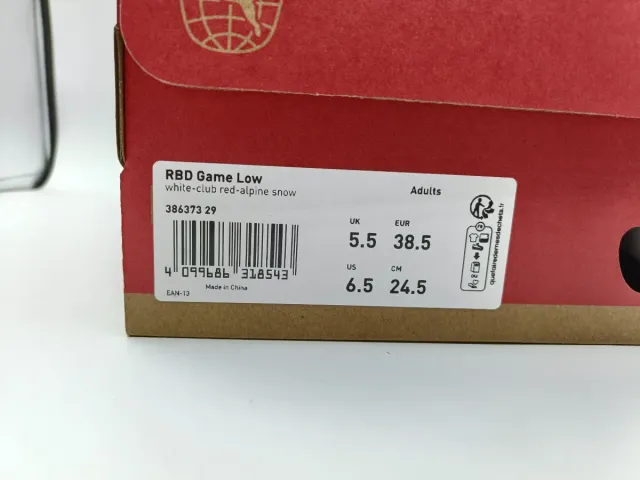 RBD Game Low
white-club red-alpine snow
Adults
386373 29
UK EUR
5.5 38.5
US CM
6.5 24.5
4 099686 318543
EAN-13
Made in China
quefairedemesdechets.fr